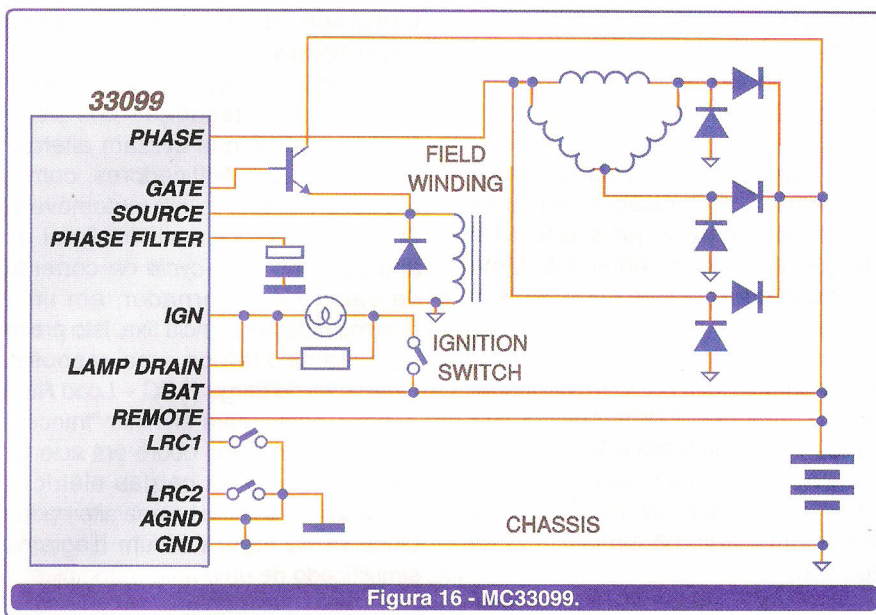 33099
PHASE
GATE
SOURCE
PHASE FILTER
IGN
LAMP DRAIN
BAT
REMOTE
LRC1
LRC2
AGND
GND
FIELD
WINDING
IGNITION
SWITCH
CHASSIS
Figura 16 - MC33099.